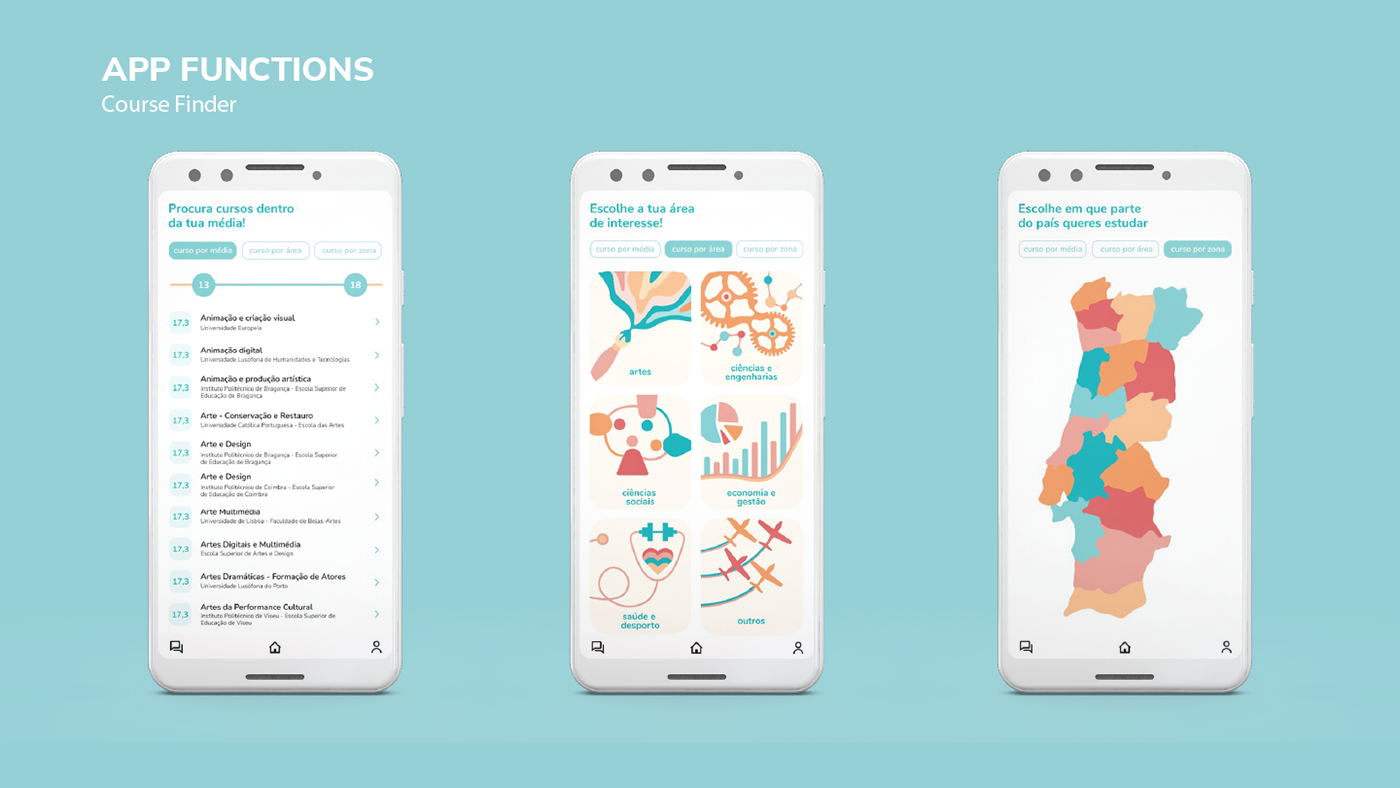 APP FUNCTIONS
Course Finder
Procura cursos dentro
da tua média!
curso por média
curso por área
curso por zona
13
18
17,3
Animação e criação visual
Universidade Europeia
17,3
Animação digital
Universidade Lusófona de Humanidades e Tecnologias
17,3
Animação e produção artística
Instituto Politécnico de Bragança - Escola Superior de
Educação de Bragança
17,3
Arte - Conservação e Restauro
Universidade Católica Portuguesa - Escola das Artes
17,3
Arte e Design
Instituto Politécnico de Bragança - Escola Superior
de Educação de Bragança
17,3
Arte e Design
Instituto Politécnico de Coimbra - Escola Superior
de Educação de Coimbra
17,3
Arte Multimédia
Universidade de Lisboa - Faculdade de Belas-Artes
17,3
Artes Digitais e Multimédia
Escola Superior de Artes e Design
17,3
Artes Dramáticas - Formação de Atores
Universidade Lusófona do Porto
17,3
Artes da Performance Cultural
Instituto Politécnico de Viseu - Escola Superior de
Educação de Viseu
Escolhe a tua área
de interesse!
curso por média
curso por área
curso por zona
artes
ciências e
engenharias
ciências
sociais
economia e
gestão
saúde e
desporto
outros
Escolhe em que parte
do país queres estudar
curso por média
curso por área
curso por zona